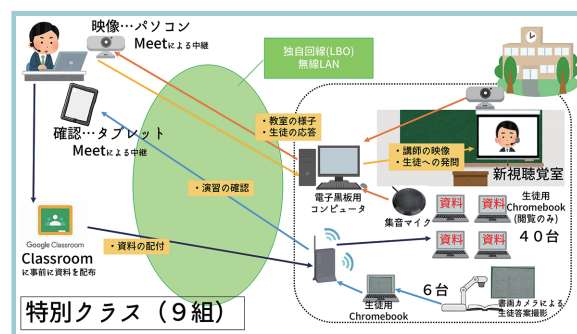 映像…パソコン
Meetによる中継
独自回線(LBO)
無線LAN
確認…タブレット
Meetによる中継
・教室の様子
・生徒の応答
・講師の映像
・生徒への発問
新視聴覚室
電子黒板用
コンピュータ
集音マイク
生徒用
Chromebook
(閲覧のみ)
資料
資料
資料
資料
40台
・演習の確認
Google Classroom
Classroom
に事前に資料を配布
・資料の配付
特別クラス(9組)
生徒用
Chromebook
6台
書画カメラによる
生徒答案撮影